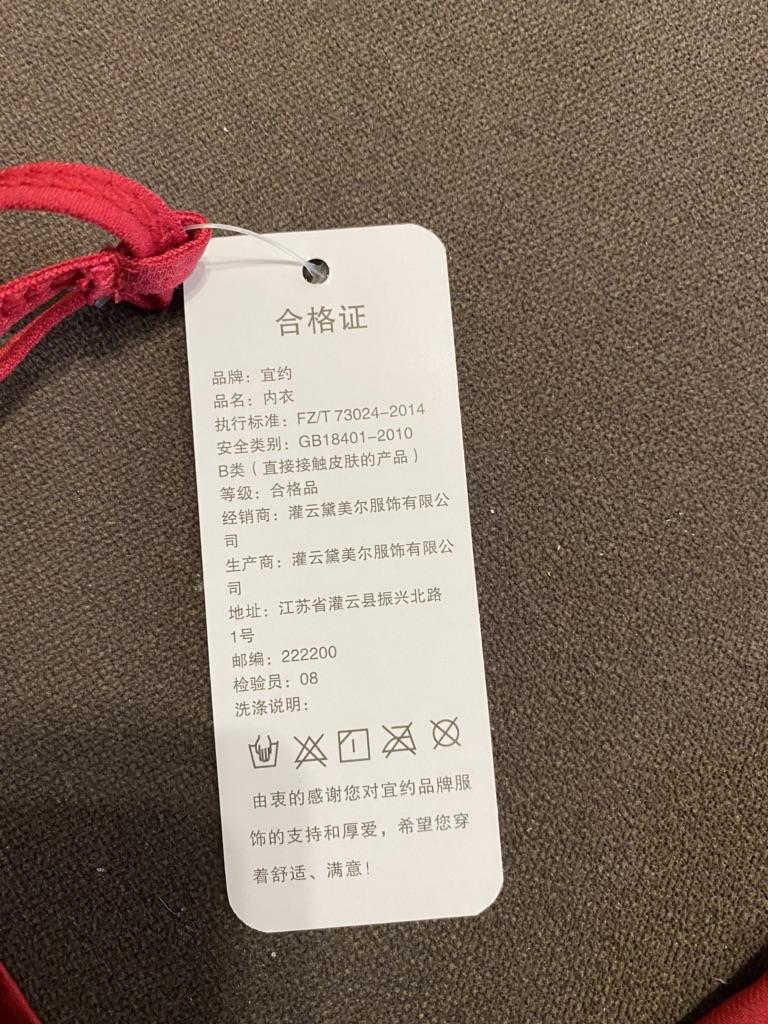 合格证
品牌：宜约
品名：内衣
执行标准：FZ/T 73024-2014
安全类别：GB18401-2010
B类（直接接触皮肤的产品）
等级：合格品
经销商：灌云黛美尔服饰有限公
司
生产商：灌云黛美尔服饰有限公
司
地址：江苏省灌云县振兴北路
1号
邮编：222200
检验员：08
洗涤说明：
由衷的感谢您对宜约品牌服
饰的支持和厚爱，希望您穿
着舒适、满意！